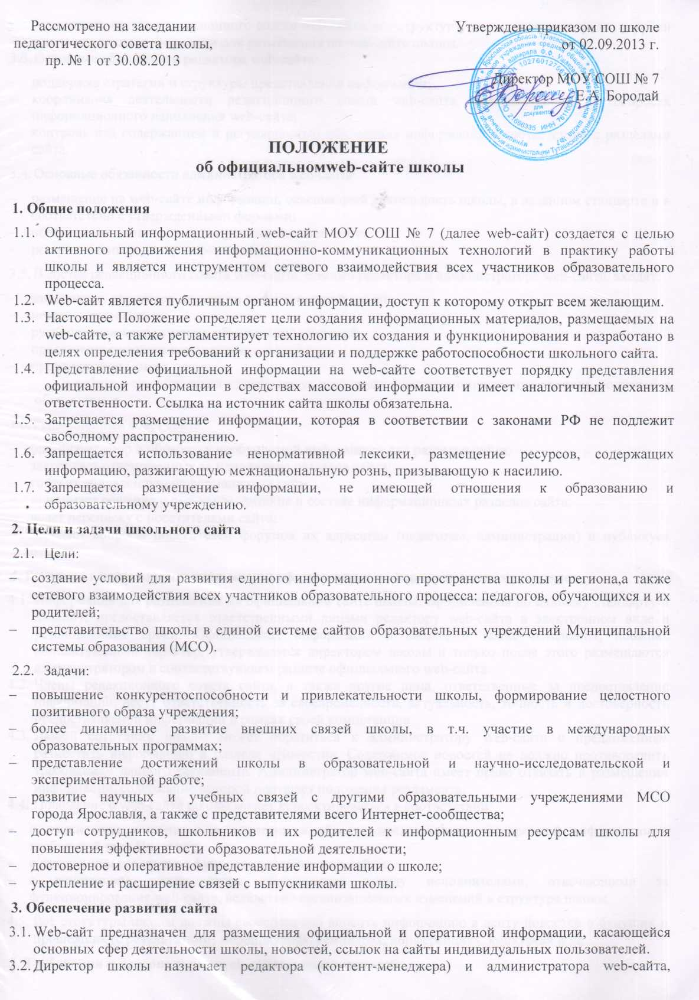 Рассмотрено на заседании
педагогического совета школы,
пр. № 1 от 30.08.2013
Утверждено приказом по школе
от 02.09.2013 г.
Директор МОУ СОШ № 7
Е.А. Бородай
для
документов
ПОЛОЖЕНИЕ
об официальномweb-сайте школы
1. Общие положения
1.1. Официальный информационный web-сайт МОУ СОШ № 7 (далее web-сайт) создается с целью
активного продвижения информационно-коммуникационных технологий в практику работы
школы и является инструментом сетевого взаимодействия всех участников образовательного
процесса.
1.2. Web-сайт является публичным органом информации, доступ к которому открыт всем желающим.
1.3. Настоящее Положение определяет цели создания информационных материалов, размещаемых на
web-сайте, а также регламентирует технологию их создания и функционирования и разработано в
целях определения требований к организации и поддержке работоспособности школьного сайта.
1.4. Представление официальной информации на web-сайте соответствует порядку представления
официальной информации в средствах массовой информации и имеет аналогичный механизм
ответственности. Ссылка на источник сайта школы обязательна.
1.5. Запрещается размещение информации, которая в соответствии с законами РФ не подлежит
свободному распространению.
1.6. Запрещается использование ненормативной лексики, размещение ресурсов, содержащих
информацию, разжигающую межнациональную рознь, призывающую к насилию.
1.7. Запрещается размещение информации, не имеющей отношения к образованию и
образовательному учреждению.
2. Цели и задачи школьного сайта
2.1. Цели:
– создание условий для развития единого информационного пространства школы и региона,а также
сетевого взаимодействия всех участников образовательного процесса: педагогов, обучающихся и их
родителей;
– представительство школы в единой системе сайтов образовательных учреждений Муниципальной
системы образования (МСО).
2.2. Задачи:
– повышение конкурентоспособности и привлекательности школы, формирование целостного
позитивного образа учреждения;
– более динамичное развитие внешних связей школы, в т.ч. участие в международных
образовательных программах;
– представление достижений школы в образовательной и научно-исследовательской и
экспериментальной работе;
– развитие научных и учебных связей с другими образовательными учреждениями МСО
города Ярославля, а также с представителями всего Интернет-сообщества;
– доступ сотрудников, школьников и их родителей к информационным ресурсам школы для
повышения эффективности образовательной деятельности;
– достоверное и оперативное представление информации о школе;
– укрепление и расширение связей с выпускниками школы.
3. Обеспечение развития сайта
3.1. Web-сайт предназначен для размещения официальной и оперативной информации, касающейся
основных сфер деятельности школы, новостей, ссылок на сайты индивидуальных пользователей.
3.2. Директор школы назначает редактора (контент-менеджера) и администратора web-сайта,